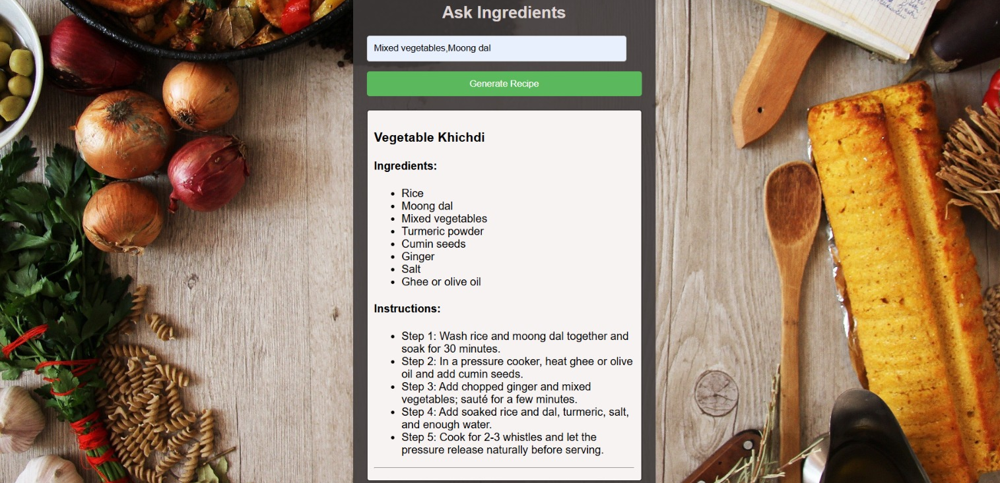 Ask Ingredients
Mixed vegetables,Moong dal
Generate Recipe
Vegetable Khichdi
Ingredients:
Rice
Moong dal
Mixed vegetables
Turmeric powder
Cumin seeds
Ginger
Salt
Ghee or olive oil
Instructions:
Step 1: Wash rice and moong dal together and
soak for 30 minutes.
Step 2: In a pressure cooker, heat ghee or olive
oil and add cumin seeds.
Step 3: Add chopped ginger and mixed
vegetables; sauté for a few minutes.
Step 4: Add soaked rice and dal, turmeric, salt,
and enough water.
Step 5: Cook for 2-3 whistles and let the
pressure release naturally before serving.